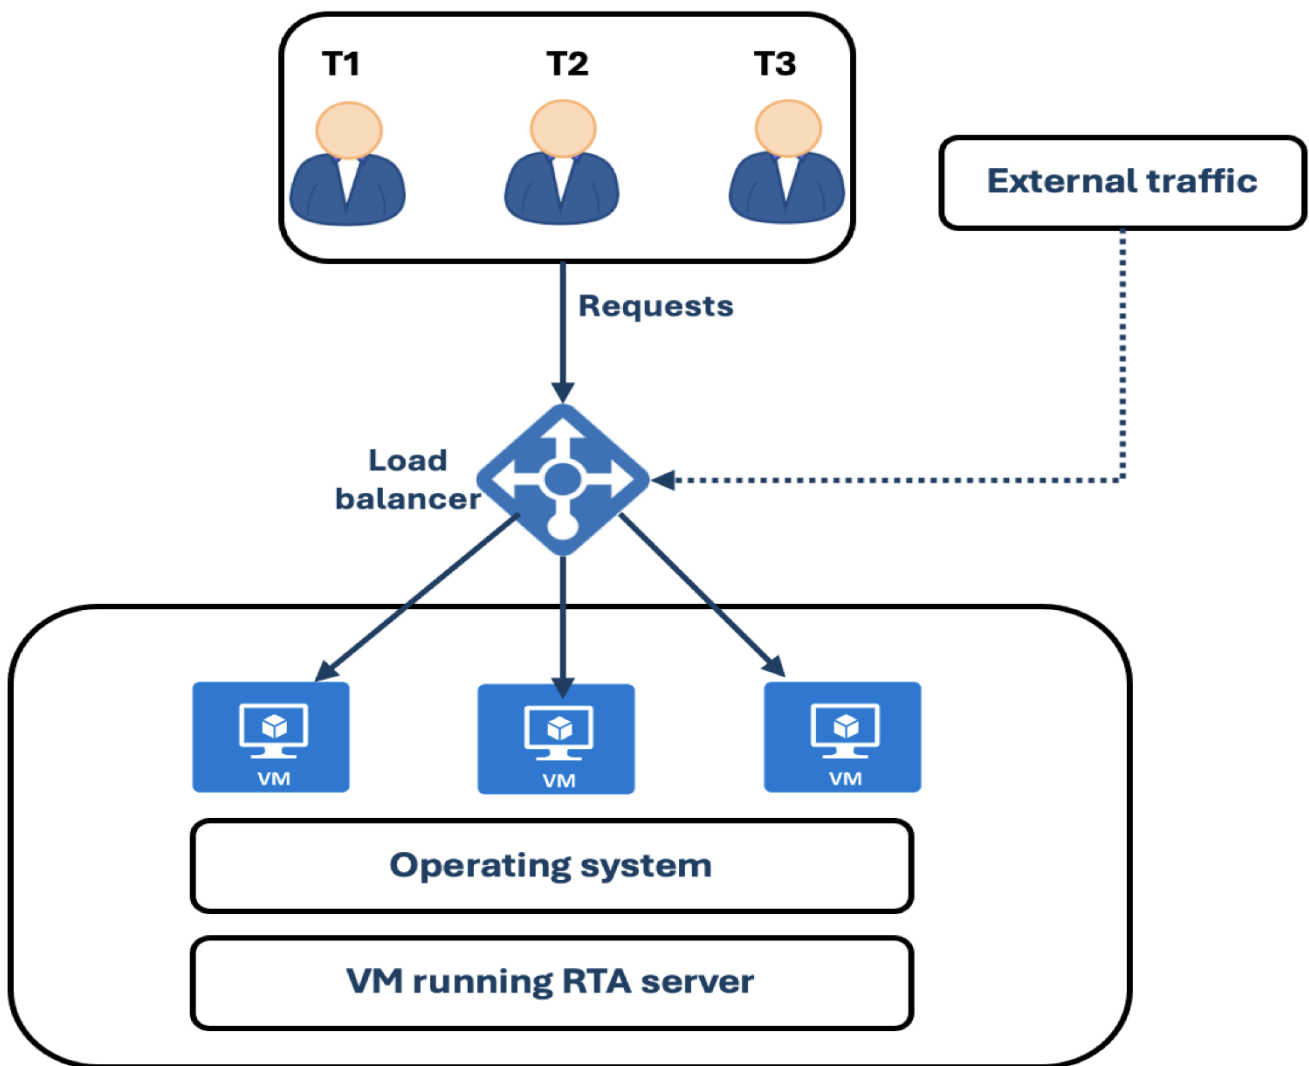 T1 T2 T3
External traffic
Requests
Load
balancer
VM VM VM
Operating system
VM running RTA server